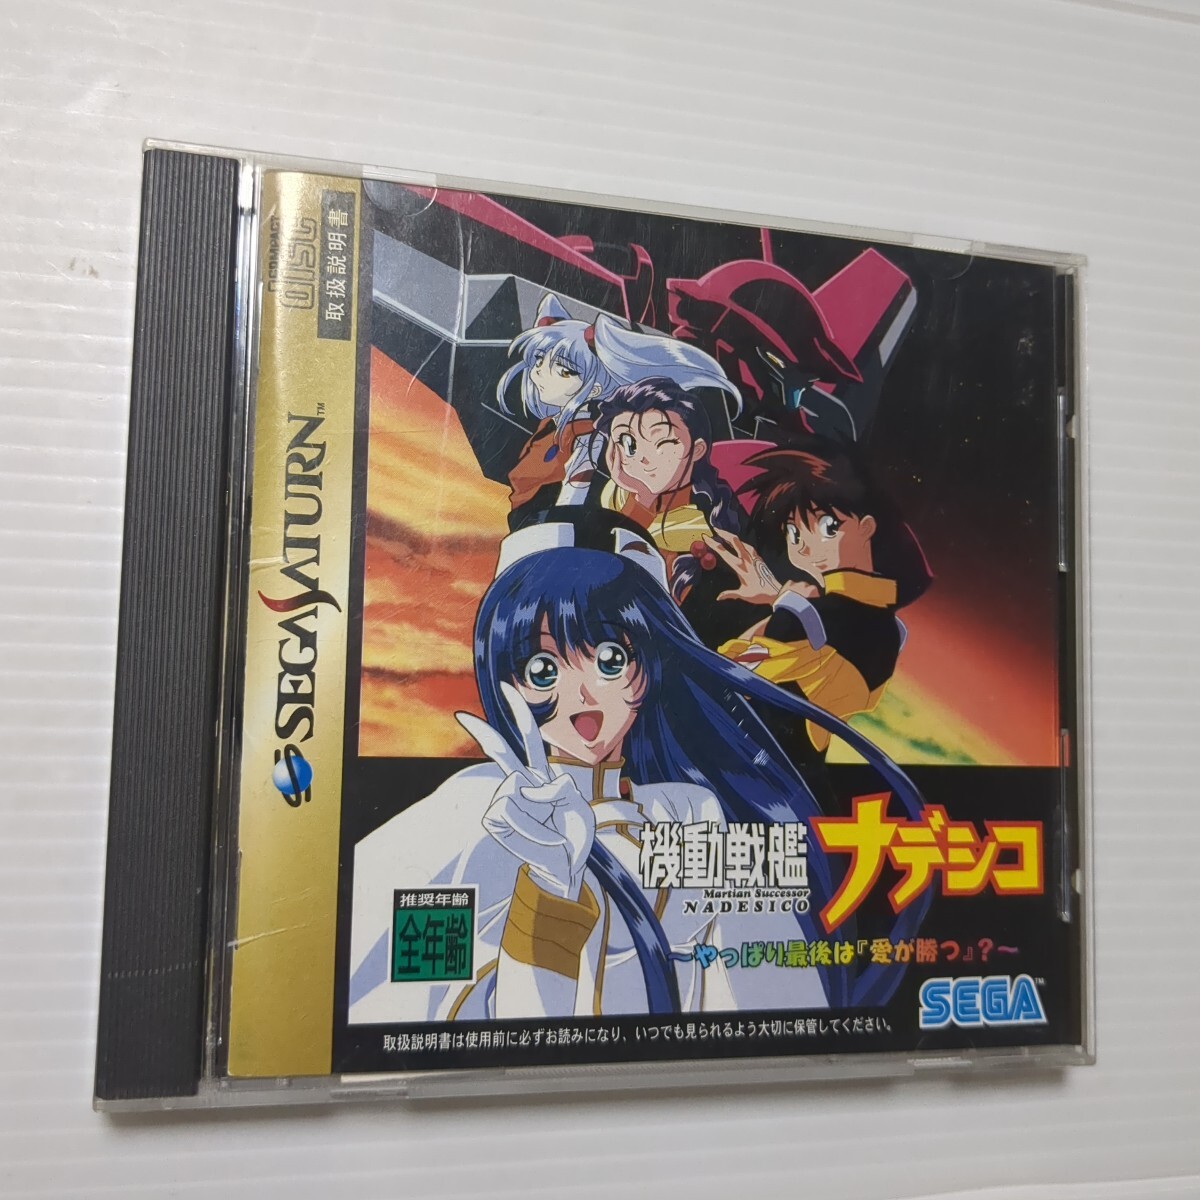 COMPACT
DISC
取扱説明書
SEGA SATURN™
機動戦艦
ナデシコ
Martian Successor
NADESICO
～やっぱり最後は『愛が勝つ』？～
推奨年齢
全年齢
SEGA™
取扱説明書は使用前に必ずお読みになり、いつでも見られるよう大切に保管してください。